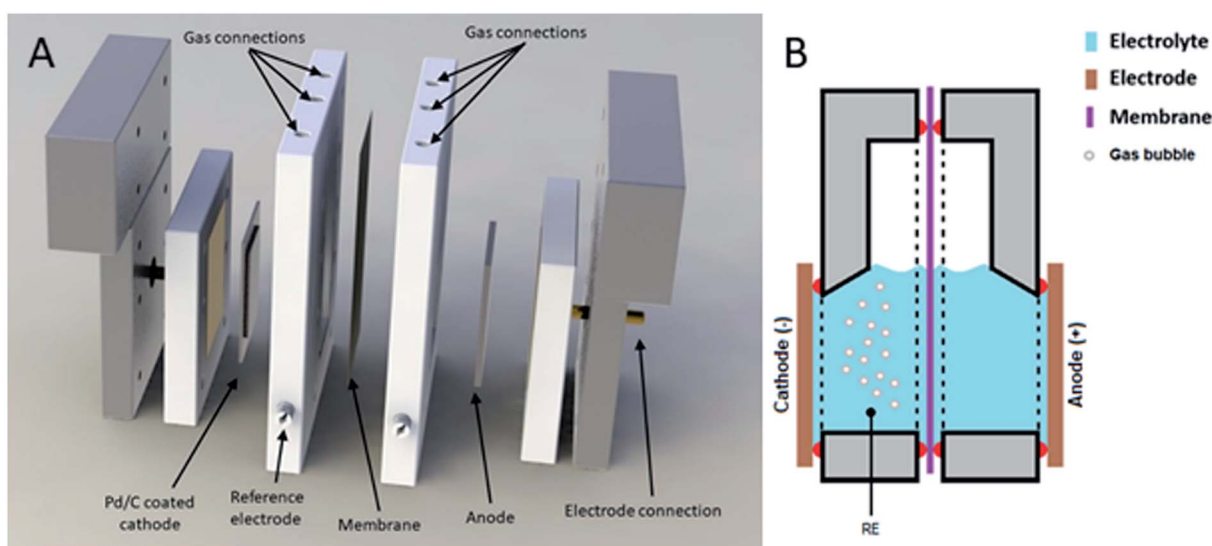 A
Gas connections
Gas connections
Pd/C coated
cathode
Reference
electrode
Membrane
Anode
Electrode connection
B
Electrolyte
Electrode
Membrane
Gas bubble
Cathode (-)
Anode (+)
RE